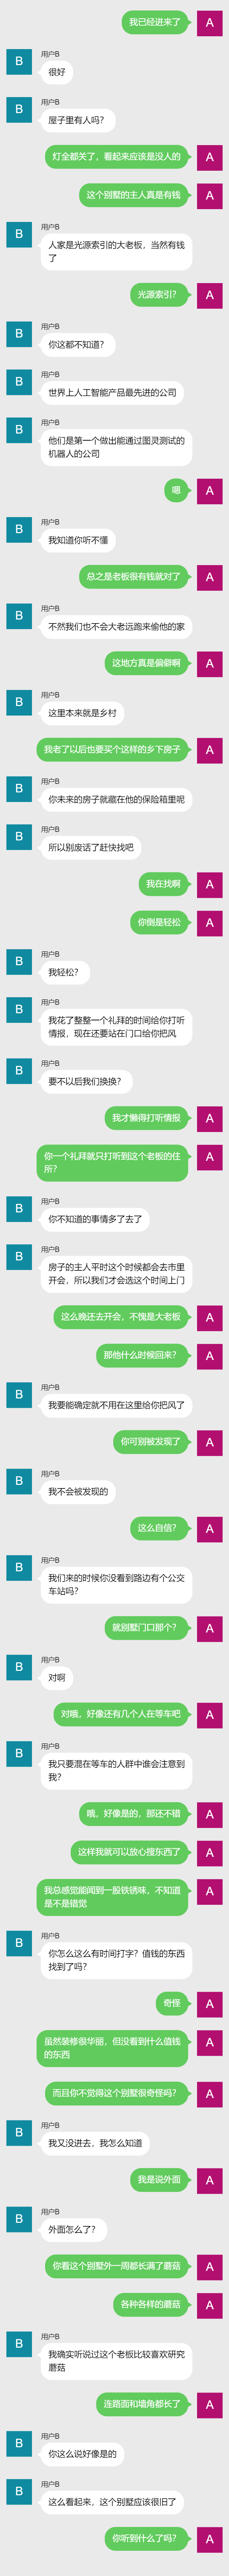 我已经进来了
A
B
用户B
很好
B
用户B
屋子里有人吗？
灯全都关了，看起来应该是没人的
A
这个别墅的主人真是有钱
A
B
用户B
人家是光源索引的大老板，当然有钱
了
光源索引？
A
B
用户B
你这都不知道？
B
用户B
世界上人工智能产品最先进的公司
B
用户B
他们是第一个做出能通过图灵测试的
机器人的公司
嗯
A
B
用户B
我知道你听不懂
总之是老板很有钱就对了
A
B
用户B
不然我们也不会大老远跑来偷他的家
这地方真是偏僻啊
A
B
用户B
这里本来就是乡村
我老了以后也要买个这样的乡下房子
A
B
用户B
你未来的房子就藏在他的保险箱里呢
B
用户B
所以别废话了赶快找吧
我在找啊
A
你倒是轻松
A
B
用户B
我轻松？
B
用户B
我花了整整一个礼拜的时间给你打听
情报，现在还要站在门口给你把风
B
用户B
要不以后我们换换？
我才懒得打听情报
A
你一个礼拜就只打听到这个老板的住
所？
A
B
用户B
你不知道的事情多了去了
B
用户B
房子的主人平时这个时候都会去市里
开会，所以我们才会选这个时间上门
这么晚还去开会，不愧是大老板
A
那他什么时候回来？
A
B
用户B
我要能确定就不用在这里给你把风了
你可别被发现了
A
B
用户B
我不会被发现的
这么自信？
A
B
用户B
我们来的时候你没看到路边有个公交
车站吗？
就别墅门口那个？
A
B
用户B
对啊
对哦，好像还有几个人在等车吧
A
B
用户B
我只要混在等车的人群中谁会注意到
我？
哦，好像是的，那还不错
A
这样我就可以放心搜东西了
A
我总感觉能闻到一股铁锈味，不知道
是不是错觉
A
B
用户B
你怎么这么有时间打字？值钱的东西
找到了吗？
奇怪
A
虽然装修很华丽，但没看到什么值钱
的东西
A
而且你不觉得这个别墅很奇怪吗？
A
B
用户B
我又没进去，我怎么知道
我是说外面
A
B
用户B
外面怎么了？
你看这个别墅外一周都长满了蘑菇
A
各种各样的蘑菇
A
B
用户B
我确实听说过这个老板比较喜欢研究
蘑菇
连路面和墙角都长了
A
B
用户B
你这么说好像是的
B
用户B
这么看起来，这个别墅应该很旧了
你听到什么了吗？
A